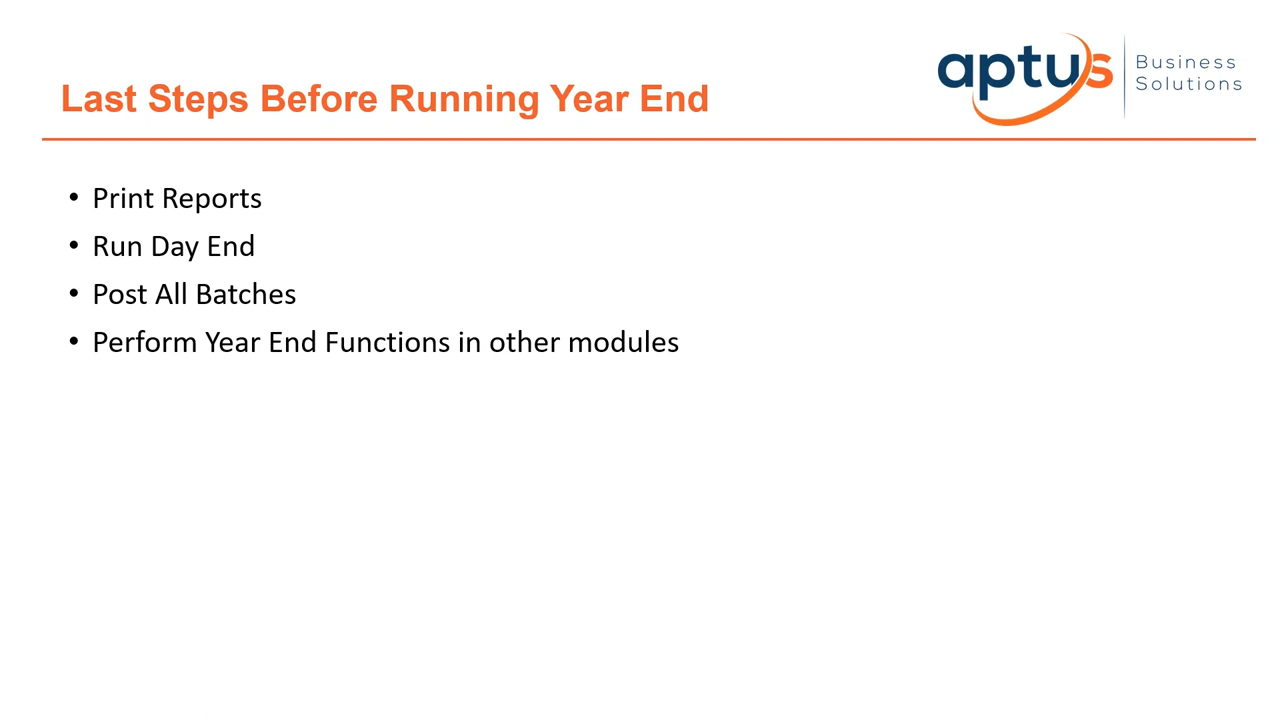 aptus
Business
Solutions
Last Steps Before Running Year End
• Print Reports
• Run Day End
• Post All Batches
• Perform Year End Functions in other modules